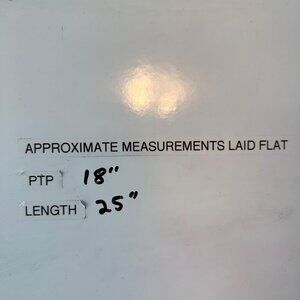 APPROXIMATE MEASUREMENTS LAID FLAT
PTP 18"
LENGTH 25"